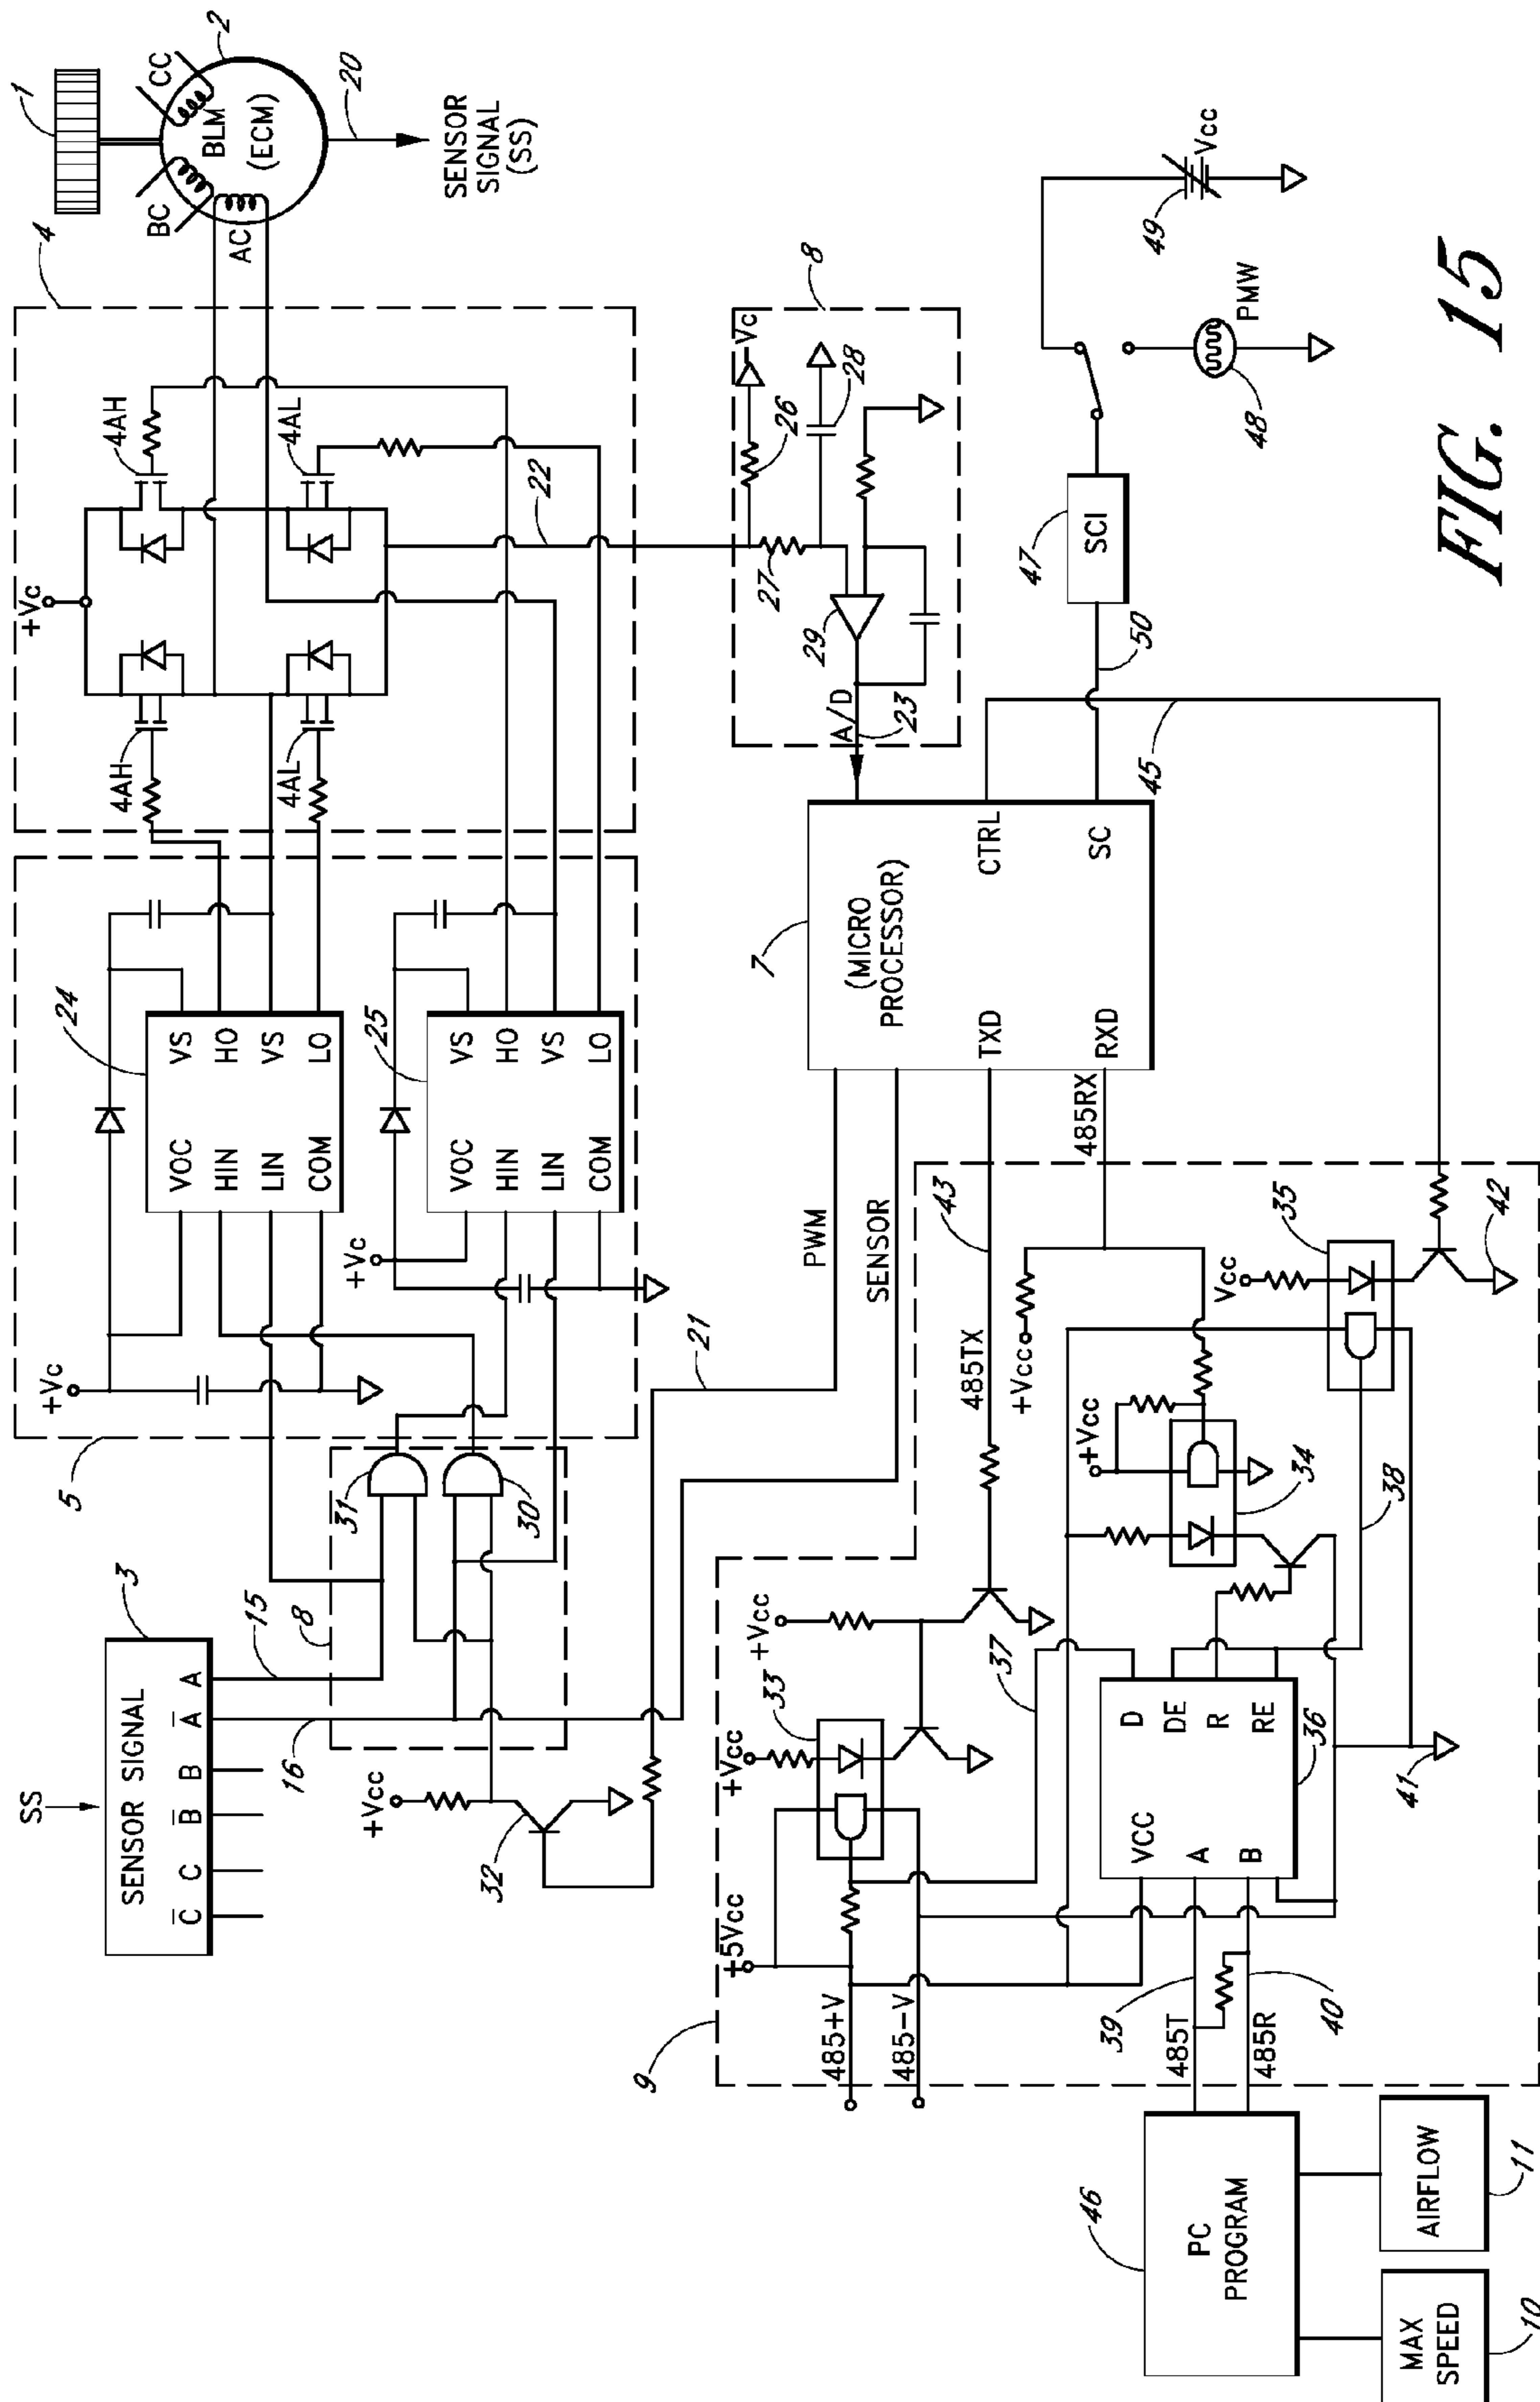 1
2
CC
BLM
(ECM)
BC
AC
20
SENSOR
SIGNAL
(SS)
4
+Vc
4AH
4AL
4AH
4AL
22
8
Vc
26
28
27
29
A/D
23
24
VOC
HIN
LIN
COM
VS
HO
VS
LO
25
VOC
HIN
LIN
COM
VS
HO
VS
LO
+Vc
+Vc
5
31
30
8
SS
3
SENSOR SIGNAL
C̅
C
B̅
B
A̅
A
15
16
+Vcc
32
21
PWM
SENSOR
7
(MICRO
PROCESSOR)
TXD
RXD
CTRL
SC
485RX
45
50
47
SCI
48
PMW
49
Vcc
43
485TX
+Vcc
+Vcc
34
35
Vcc
42
38
+Vcc
33
+Vcc
37
+5Vcc
485+V
485-V
9
VCC
A
B
D
DE
R
RE
36
41
39
485T
485R
40
46
PC
PROGRAM
AIRFLOW
11
MAX
SPEED
10
FIG. 15